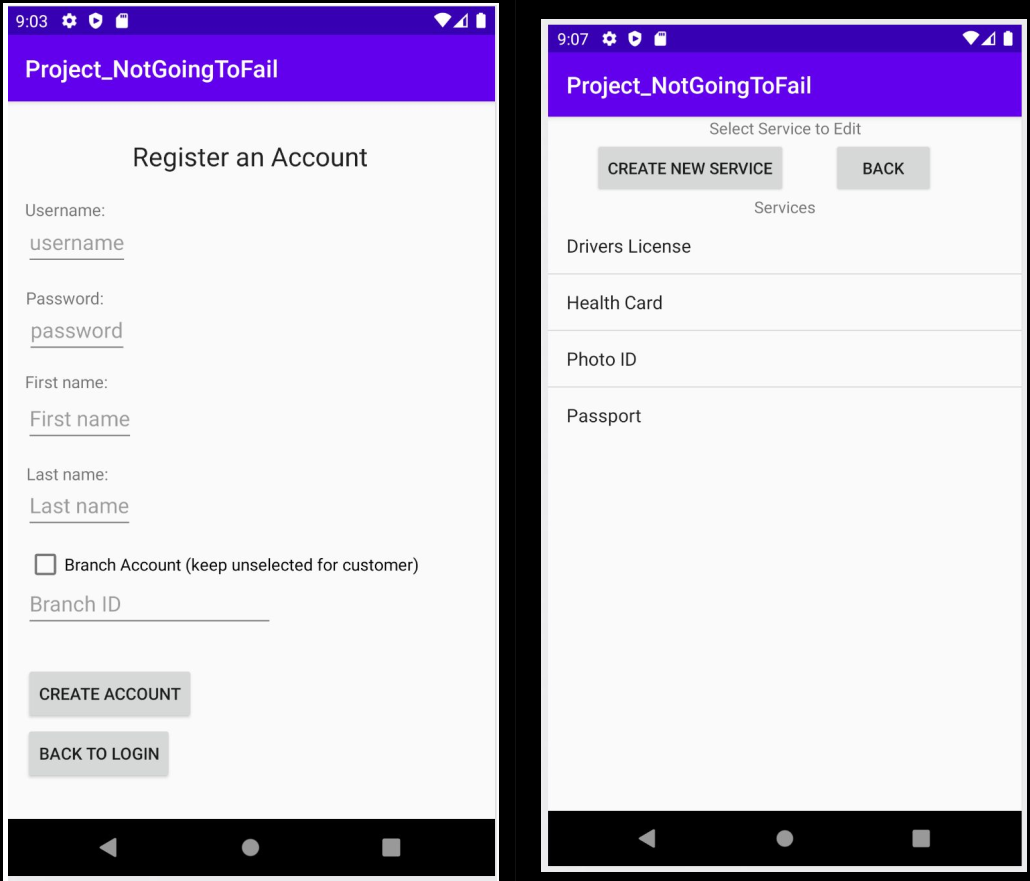 9:03
Project_NotGoingToFail
Register an Account
Username:
username
Password:
password
First name:
First name
Last name:
Last name
Branch Account (keep unselected for customer)
Branch ID
CREATE ACCOUNT
BACK TO LOGIN
9:07
Project_NotGoingToFail
Select Service to Edit
CREATE NEW SERVICE BACK
Services
Drivers License
Health Card
Photo ID
Passport